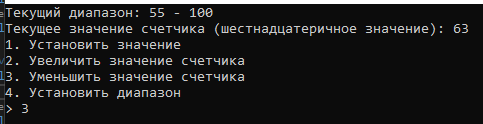 Текущий диапазон: 55 - 100
Текущее значение счетчика (шестнадцатеричное значение): 63
1. Установить значение
2. Увеличить значение счетчика
3. Уменьшить значение счетчика
4. Установить диапазон
> 3